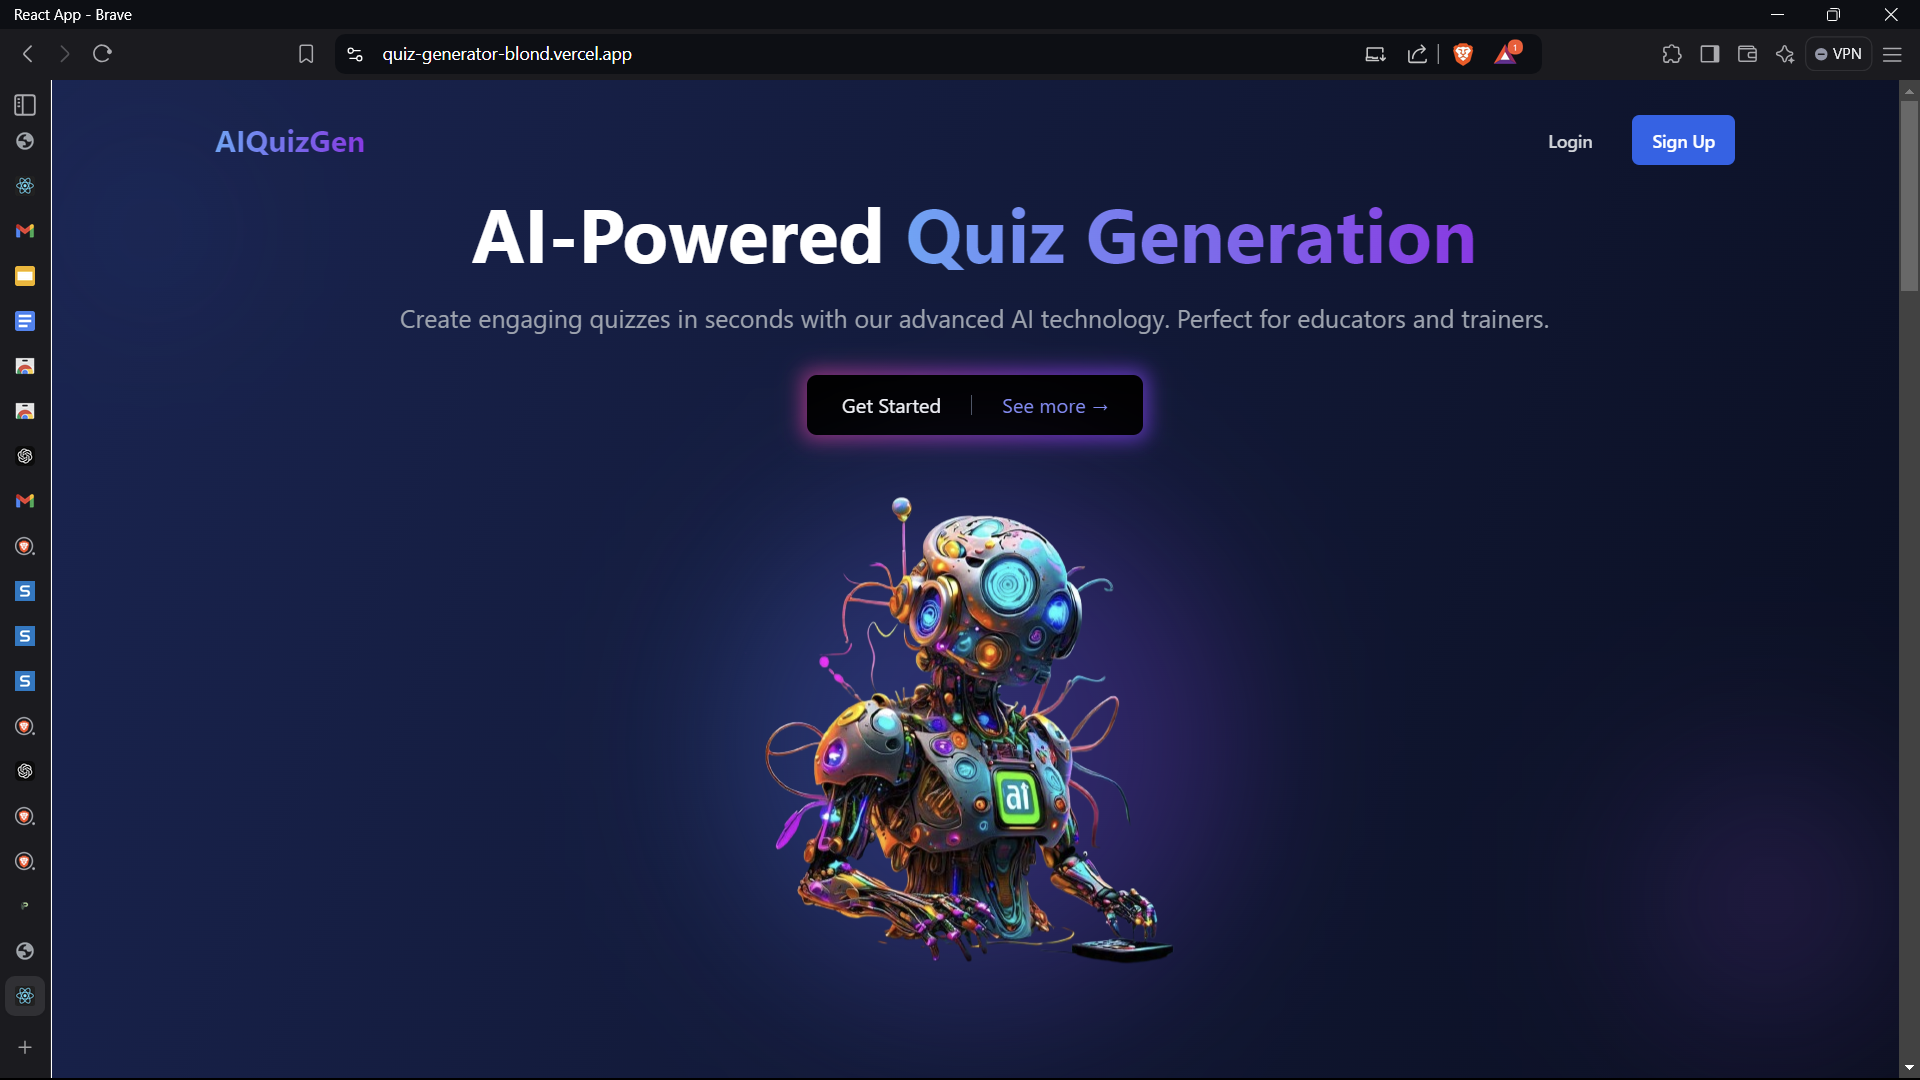 React App - Brave
quiz-generator-blond.vercel.app
1
VPN
AIQuizGen
Login
Sign Up
AI-Powered Quiz Generation
Create engaging quizzes in seconds with our advanced AI technology. Perfect for educators and trainers.
Get Started
See more →
ai
S
S
S